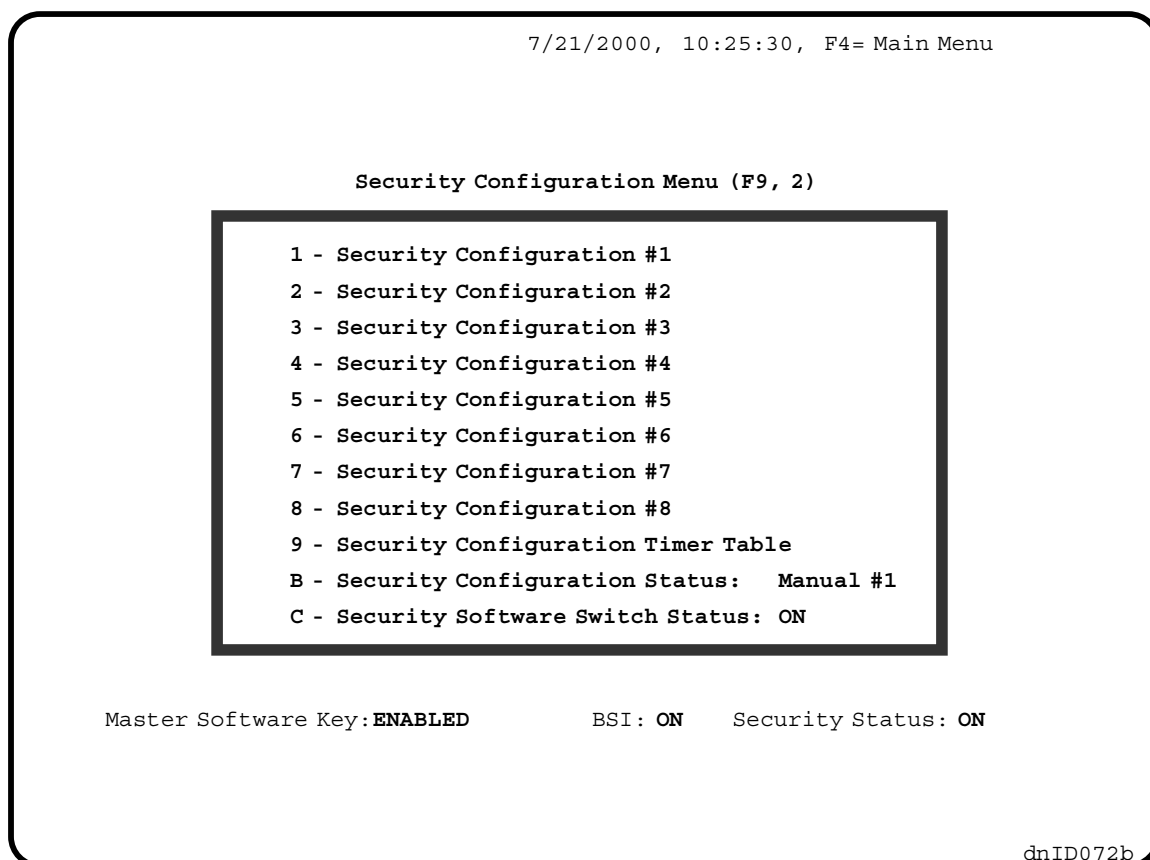 7/21/2000, 10:25:30, F4= Main Menu
Security Configuration Menu (F9, 2)
1 - Security Configuration #1
2 - Security Configuration #2
3 - Security Configuration #3
4 - Security Configuration #4
5 - Security Configuration #5
6 - Security Configuration #6
7 - Security Configuration #7
8 - Security Configuration #8
9 - Security Configuration Timer Table
B - Security Configuration Status: Manual #1
C - Security Software Switch Status: ON
Master Software Key: ENABLED BSI: ON Security Status: ON
dnID072b